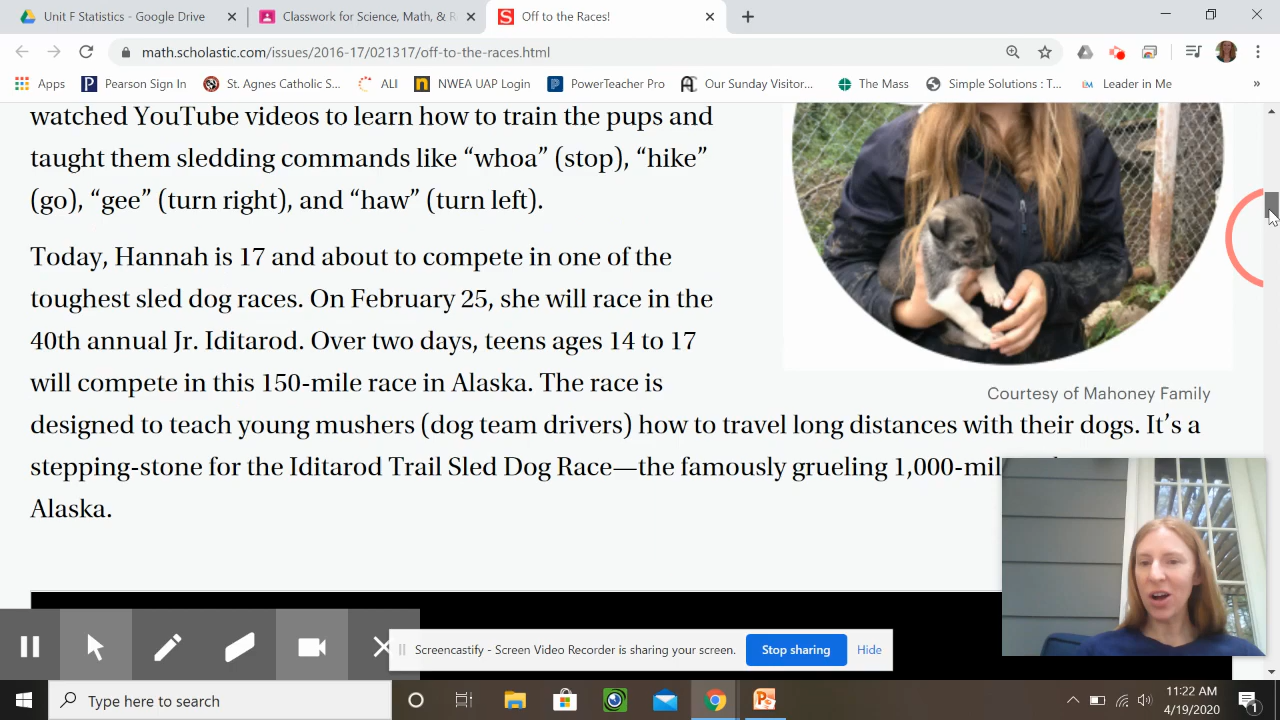 Unit F Statistics - Google Drive
Classwork for Science, Math, & R
Off to the Races!
math.scholastic.com/issues/2016-17/021317/off-to-the-races.html
Apps
Pearson Sign In
St. Agnes Catholic S...
ALI
NWEA UAP Login
PowerTeacher Pro
Our Sunday Visitor...
The Mass
Simple Solutions : T...
Leader in Me
watched YouTube videos to learn how to train the pups and
taught them sledding commands like “whoa” (stop), “hike”
(go), “gee” (turn right), and “haw” (turn left).
Today, Hannah is 17 and about to compete in one of the
toughest sled dog races. On February 25, she will race in the
40th annual Jr. Iditarod. Over two days, teens ages 14 to 17
will compete in this 150-mile race in Alaska. The race is
Courtesy of Mahoney Family
designed to teach young mushers (dog team drivers) how to travel long distances with their dogs. It’s a
stepping-stone for the Iditarod Trail Sled Dog Race—the famously grueling 1,000-mil
Alaska.
Screencastify - Screen Video Recorder is sharing your screen.
Stop sharing
Hide
Type here to search
11:22 AM
4/19/2020
1